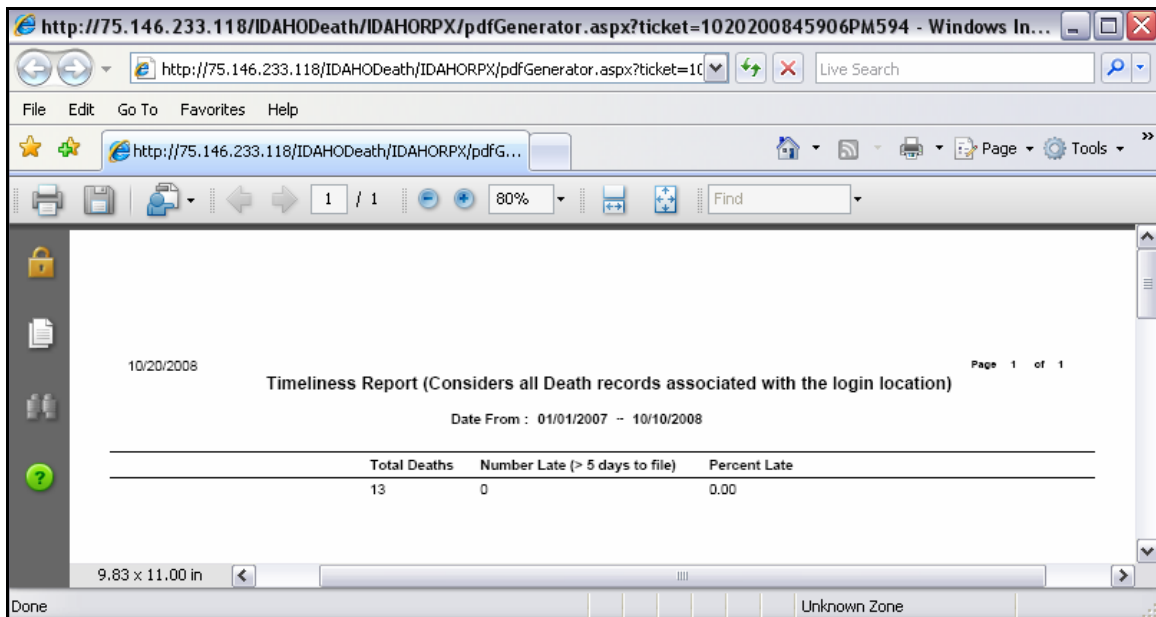 http://75.146.233.118/IDAHODeath/IDAHORPX/pdfGenerator.aspx?ticket=1020200845906PM594 - Windows In...
http://75.146.233.118/IDAHODeath/IDAHORPX/pdfGenerator.aspx?ticket=10
Live Search
File Edit Go To Favorites Help
http://75.146.233.118/IDAHODeath/IDAHORPX/pdfG...
Page Tools »
1 / 1 80% Find
10/20/2008 Page 1 of 1
Timeliness Report (Considers all Death records associated with the login location)
Date From : 01/01/2007 -- 10/10/2008
Total Deaths Number Late (> 5 days to file) Percent Late
13 0 0.00
9.83 x 11.00 in
Done Unknown Zone